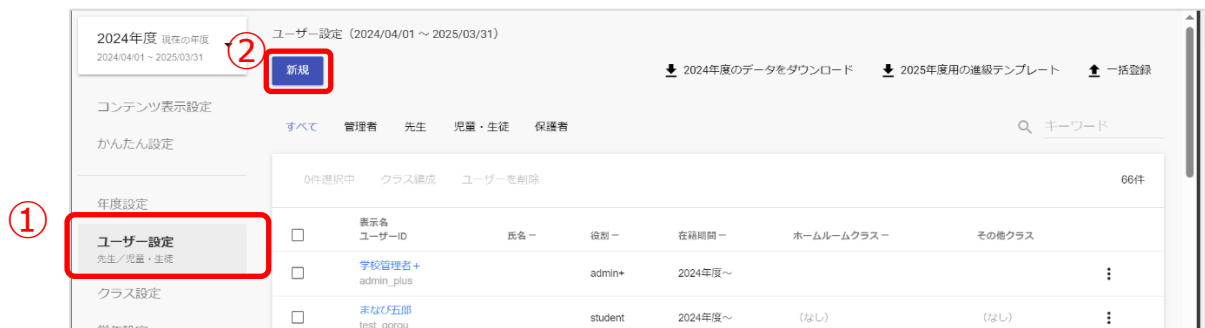 2024年度 現在の年度
2024/04/01 ~ 2025/03/31
コンテンツ表示設定
かんたん設定
年度設定
①
ユーザー設定
先生／児童・生徒
クラス設定
ユーザー設定（2024/04/01 ~ 2025/03/31）
②
新規
2024年度のデータをダウンロード 2025年度用の進級テンプレート 一括登録
すべて 管理者 先生 児童・生徒 保護者 キーワード
0件選択中 クラス編成 ユーザーを削除 66件
表示名
ユーザーID 氏名 ー 役割 ー 在籍期間 ー ホームルームクラス ー その他クラス
学校管理者+
admin_plus admin+ 2024年度～
まなび五郎
test_gorou student 2024年度～ （なし） （なし）